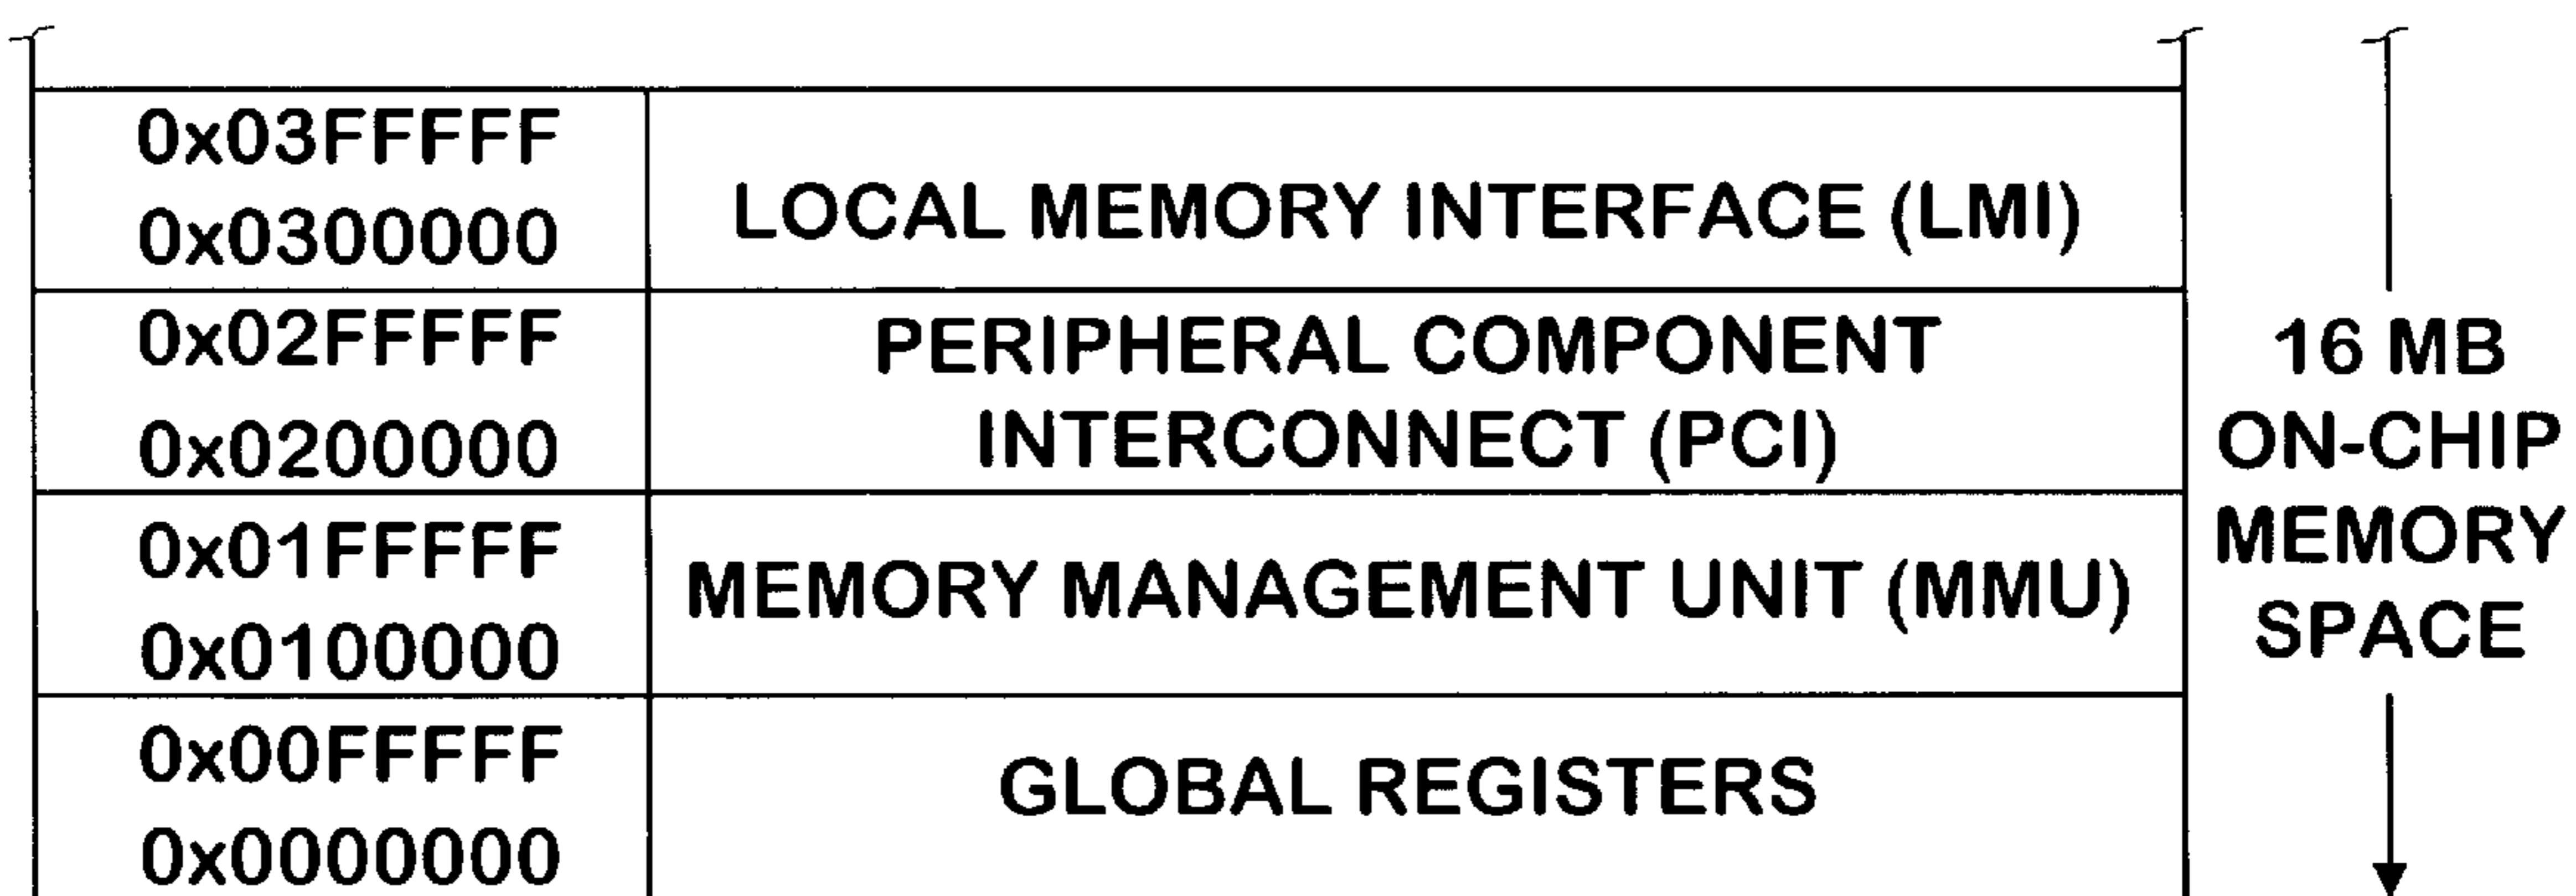 0x03FFFFF
0x0300000
LOCAL MEMORY INTERFACE (LMI)
0x02FFFFF
0x0200000
PERIPHERAL COMPONENT
INTERCONNECT (PCI)
0x01FFFFF
0x0100000
MEMORY MANAGEMENT UNIT (MMU)
0x00FFFFF
0x0000000
GLOBAL REGISTERS
16 MB
ON-CHIP
MEMORY
SPACE